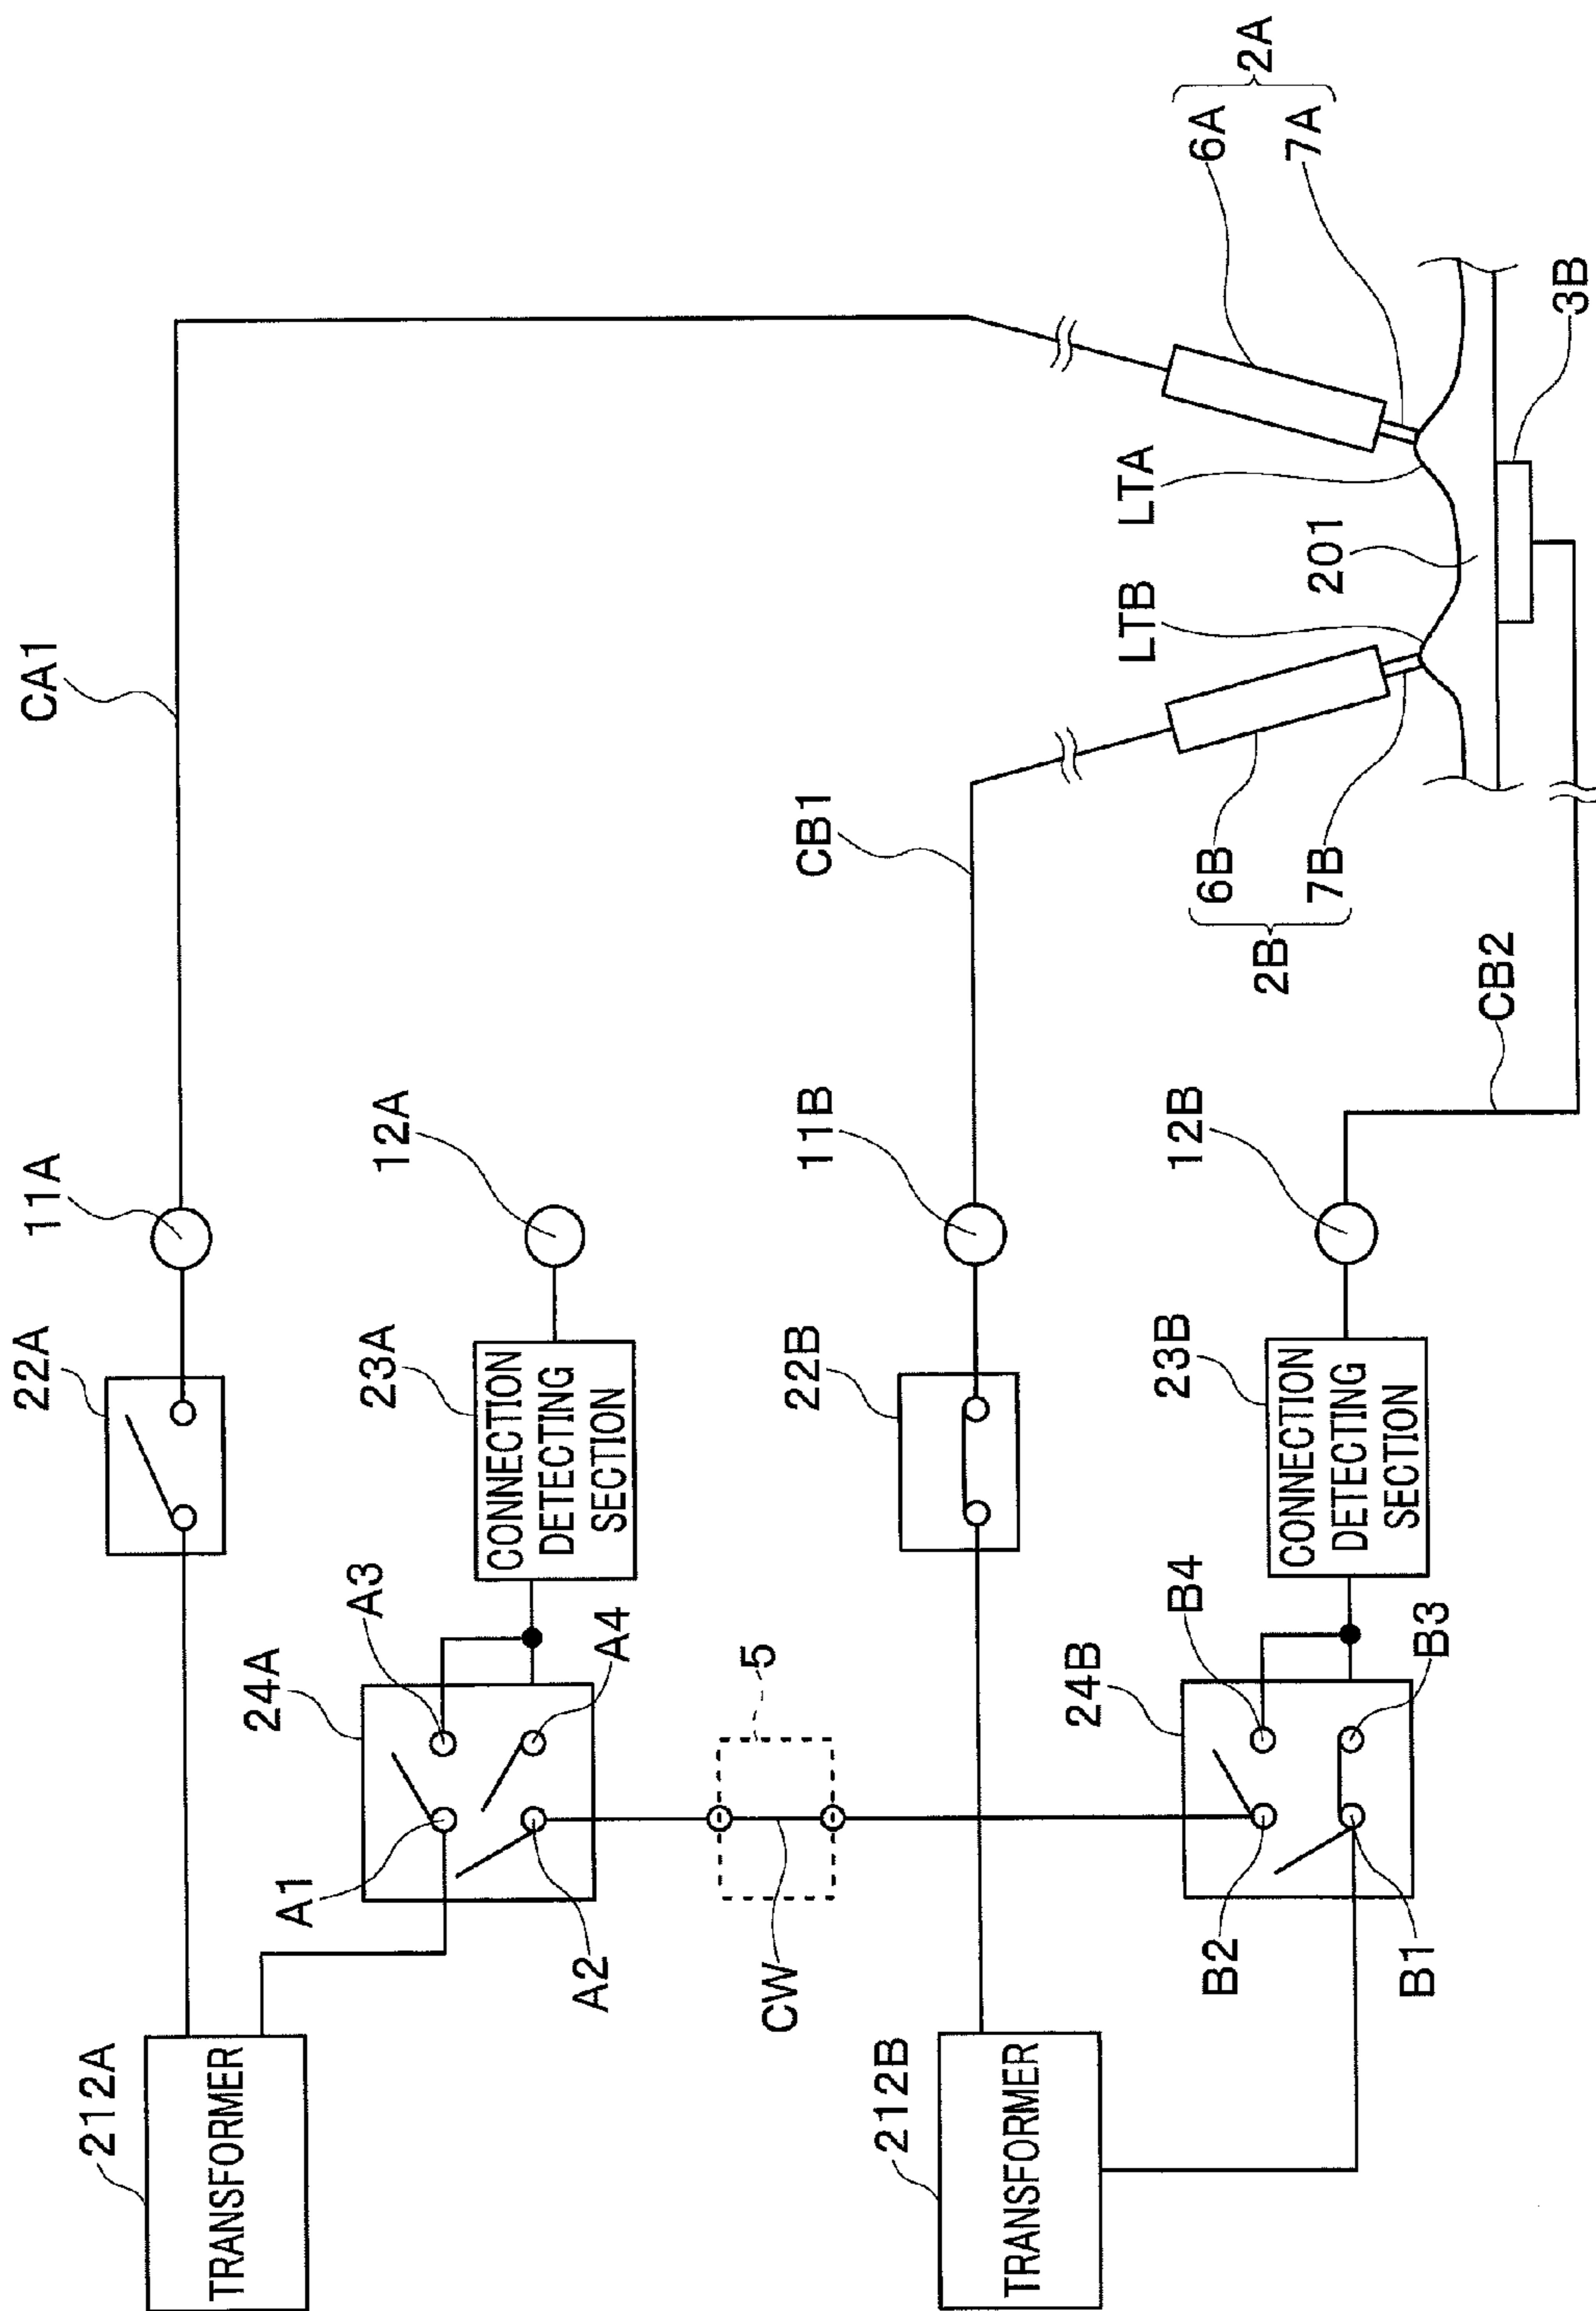 CA1
11A
22A
212A
TRANSFORMER
24A
A3
23A
CONNECTION
DETECTING
SECTION
12A
A1
A4
A2
5
CW
212B
TRANSFORMER
22B
11B
CB1
24B
B4
23B
CONNECTION
DETECTING
SECTION
12B
B2
B3
B1
CB2
2B
6B
7B
LTB
LTA
201
6A
7A
2A
3B